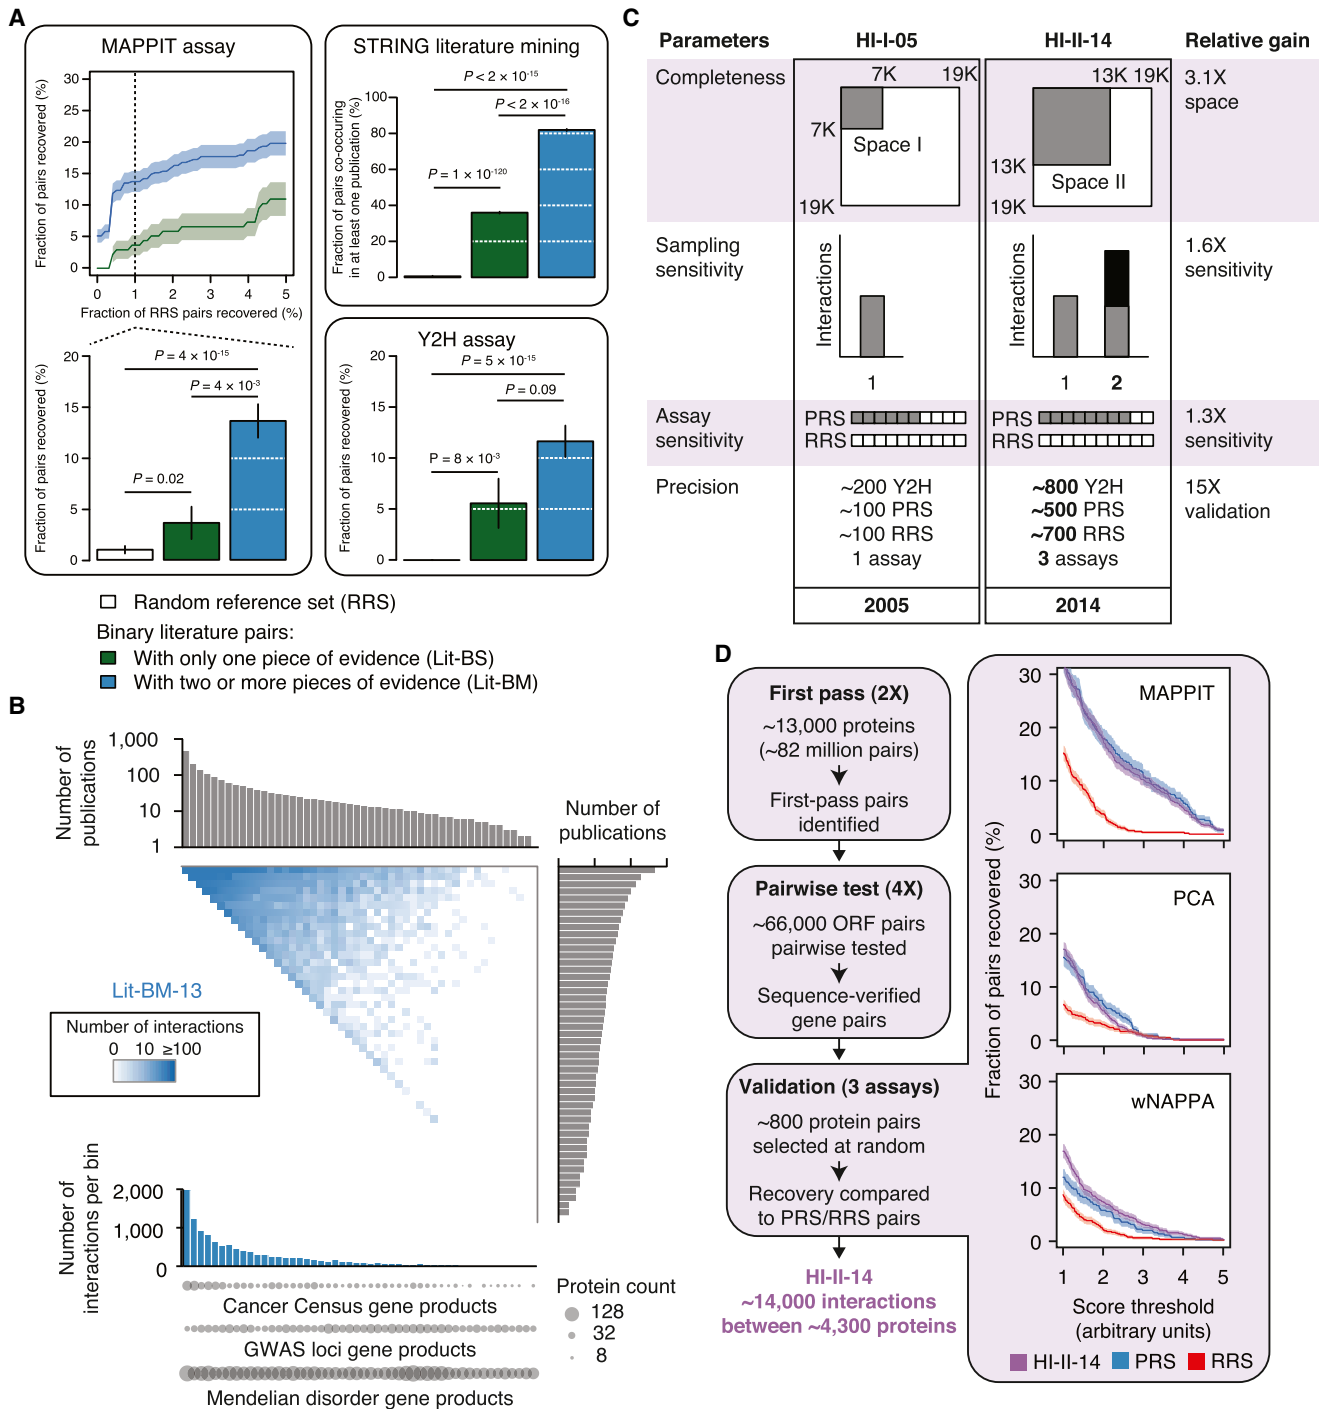 A
MAPPIT assay
Fraction of pairs recovered (%)
30
25
20
15
10
5
0
0 1 2 3 4 5
Fraction of RRS pairs recovered (%)
Fraction of pairs recovered (%)
20
15
10
5
0
P = 4 × 10-15
P = 4 × 10-3
P = 0.02
STRING literature mining
Fraction of pairs co-occuring
in at least one publication (%)
100
80
60
40
20
0
P < 2 × 10-15
P < 2 × 10-16
P = 1 × 10-120
Y2H assay
Fraction of pairs recovered (%)
20
15
10
5
0
P = 5 × 10-15
P = 0.09
P = 8 × 10-3
Random reference set (RRS)
Binary literature pairs:
With only one piece of evidence (Lit-BS)
With two or more pieces of evidence (Lit-BM)
B
Number of
publications
1,000
100
10
1
Number of
publications
Lit-BM-13
Number of interactions
0 10 ≥100
Number of
interactions per bin
2,000
1,000
0
Cancer Census gene products
GWAS loci gene products
Mendelian disorder gene products
Protein count
128
32
8
C
Parameters HI-I-05 HI-II-14 Relative gain
Completeness
7K 19K
7K
Space I
19K
13K 19K
13K
Space II
19K
3.1X
space
Sampling
sensitivity
Interactions
1
Interactions
1 2
1.6X
sensitivity
Assay
sensitivity
PRS
RRS
PRS
RRS
1.3X
sensitivity
Precision
~200 Y2H
~100 PRS
~100 RRS
1 assay
~800 Y2H
~500 PRS
~700 RRS
3 assays
15X
validation
2005
2014
D
First pass (2X)
~13,000 proteins
(~82 million pairs)
First-pass pairs
identified
Pairwise test (4X)
~66,000 ORF pairs
pairwise tested
Sequence-verified
gene pairs
Validation (3 assays)
~800 protein pairs
selected at random
Recovery compared
to PRS/RRS pairs
HI-II-14
~14,000 interactions
between ~4,300 proteins
Fraction of pairs recovered (%)
MAPPIT
30
20
10
0
PCA
30
20
10
0
wNAPPA
30
20
10
0
1 2 3 4 5
Score threshold
(arbitrary units)
HI-II-14 PRS RRS